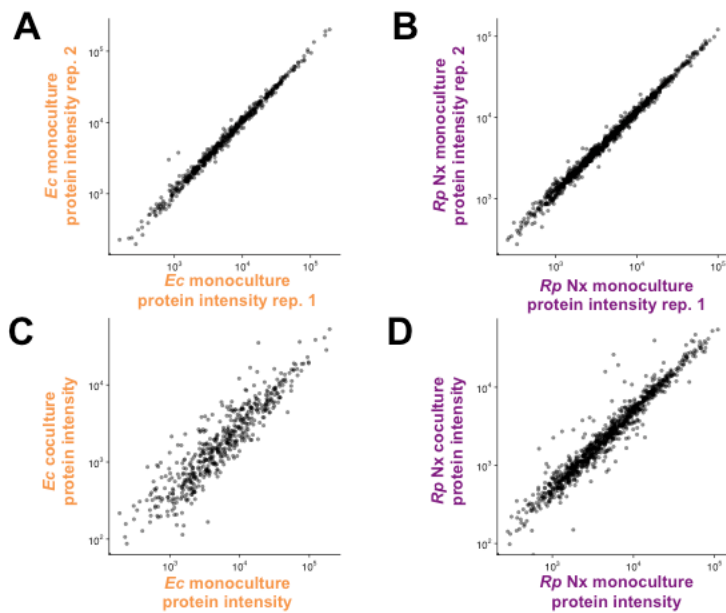 A
Ec monoculture
protein intensity rep. 2
10⁵
10⁴
10³
10³
10⁴
10⁵
Ec monoculture
protein intensity rep. 1
B
Rp Nx monoculture
protein intensity rep. 2
10⁵
10⁴
10³
10³
10⁴
10⁵
Rp Nx monoculture
protein intensity rep. 1
C
Ec coculture
protein intensity
10⁴
10³
10²
10³
10⁴
10⁵
Ec monoculture
protein intensity
D
Rp Nx coculture
protein intensity
10⁴
10³
10²
10³
10⁴
10⁵
Rp Nx monoculture
protein intensity